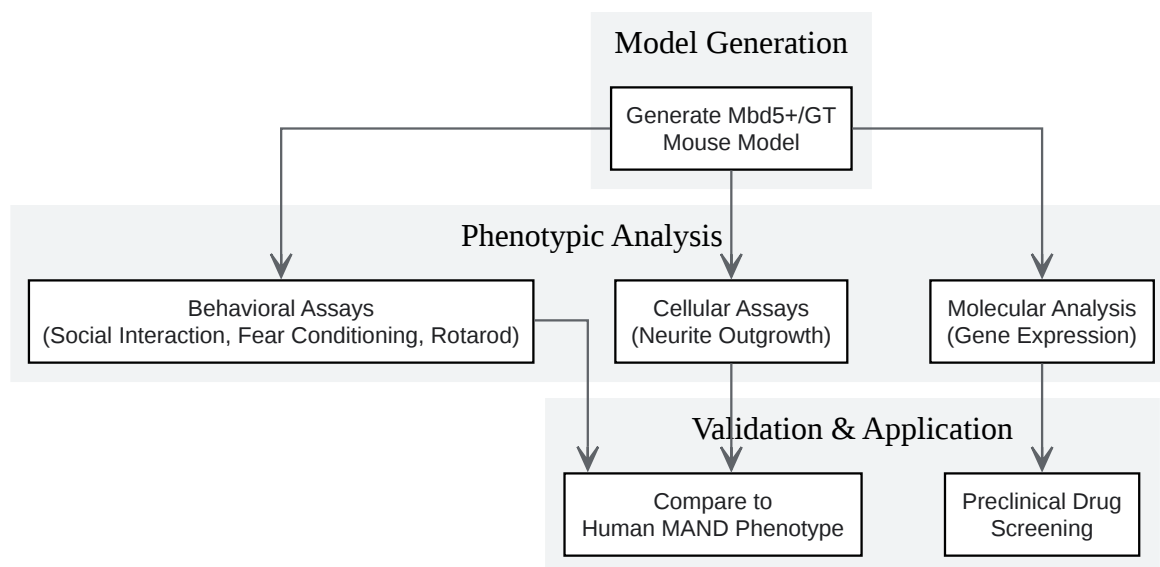 Model Generation
Generate Mbd5+/GT
Mouse Model
Phenotypic Analysis
Behavioral Assays
(Social Interaction, Fear Conditioning, Rotarod)
Cellular Assays
(Neurite Outgrowth)
Molecular Analysis
(Gene Expression)
Validation & Application
Compare to
Human MAND Phenotype
Preclinical Drug
Screening